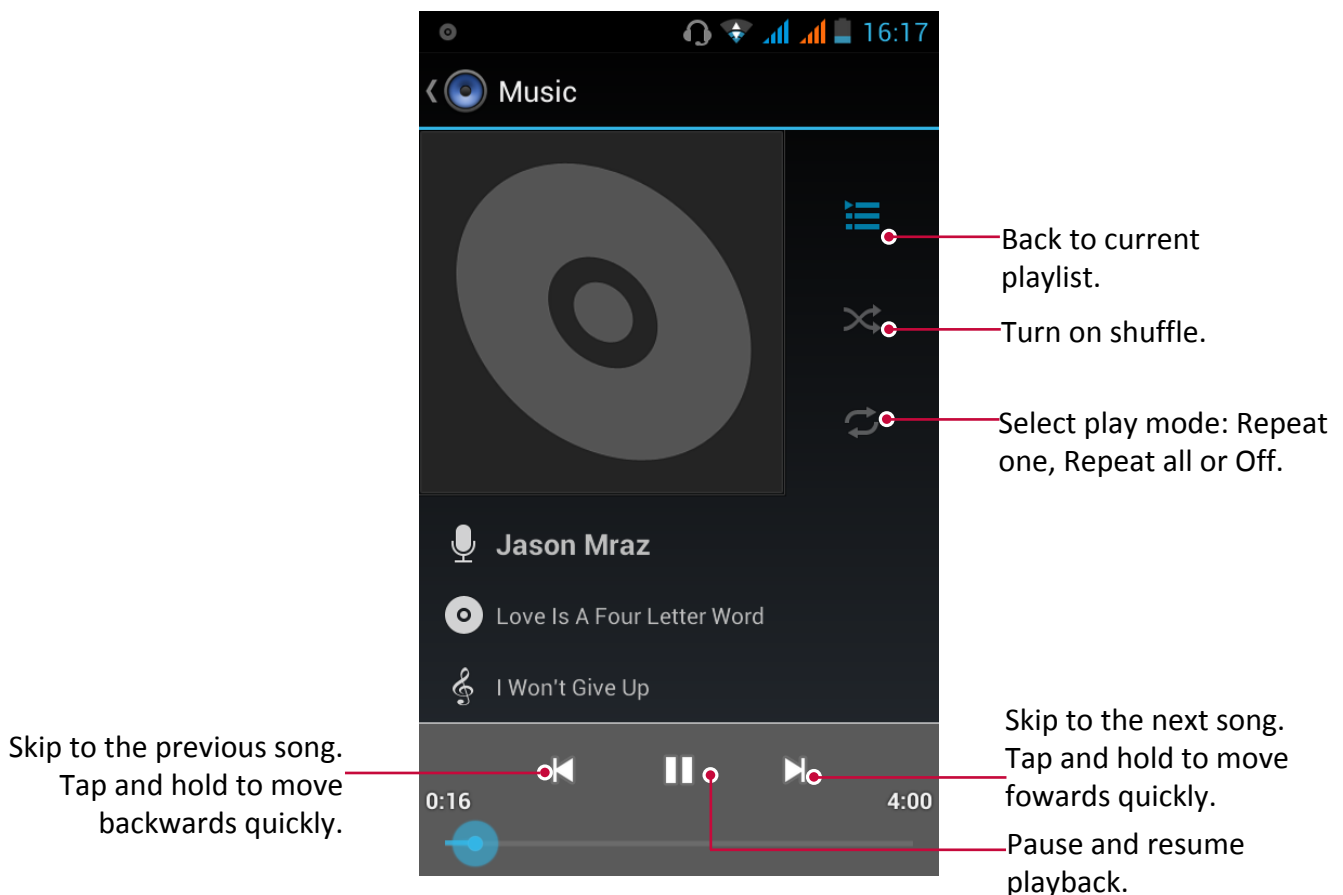 16:17
Music
Back to current
playlist.
Turn on shuffle.
Select play mode: Repeat
one, Repeat all or Off.
Jason Mraz
Love Is A Four Letter Word
I Won't Give Up
Skip to the previous song.
Tap and hold to move
backwards quickly.
0:16
4:00
Skip to the next song.
Tap and hold to move
fowards quickly.
Pause and resume
playback.